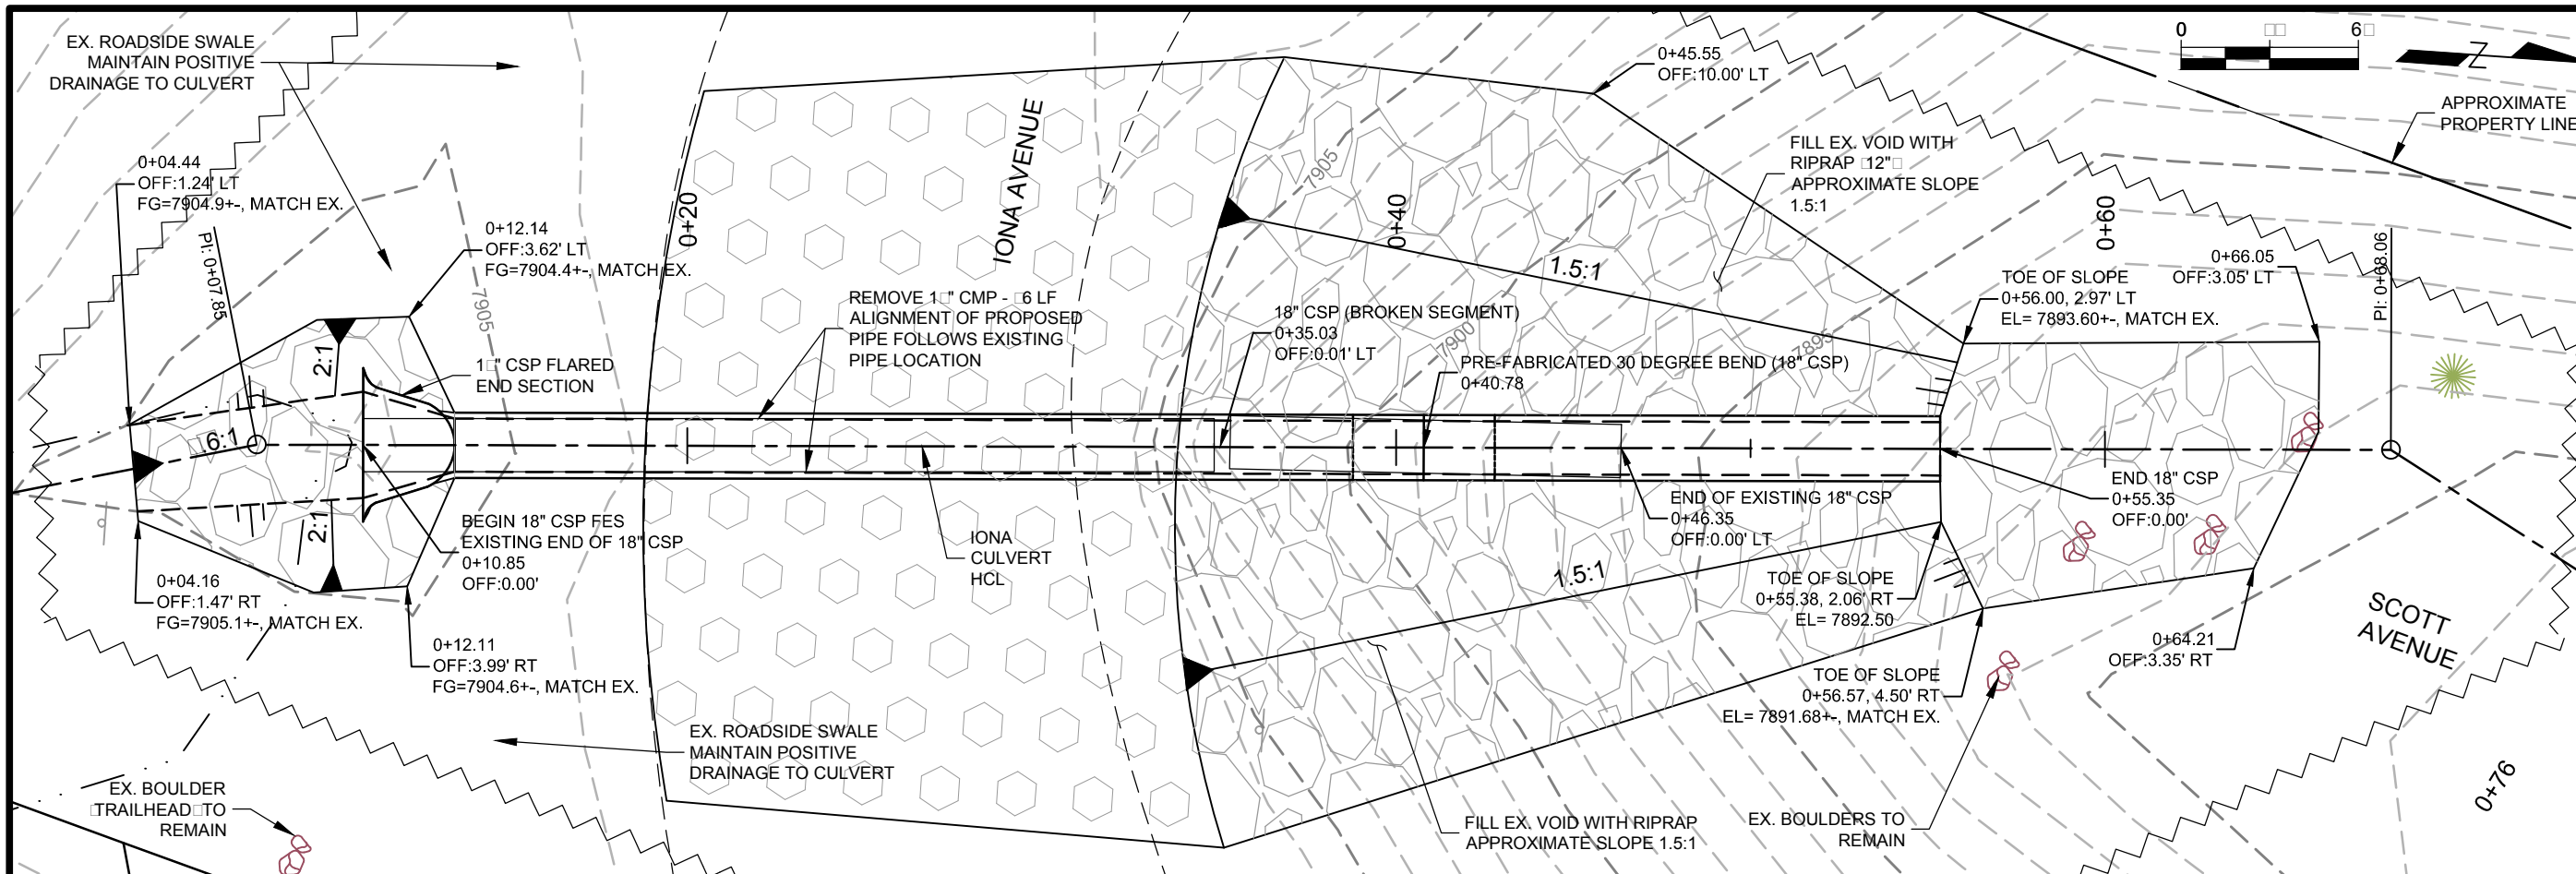 EX. ROADSIDE SWALE
MAINTAIN POSITIVE
DRAINAGE TO CULVERT
0+04.44
OFF:1.24' LT
FG=7904.9+-, MATCH EX.
PI: 0+07.85
0+12.14
OFF:3.62' LT
FG=7904.4+-, MATCH EX.
7905
2:1
6:1
2:1
1□" CSP FLARED
END SECTION
BEGIN 18" CSP FES
EXISTING END OF 18" CSP
0+10.85
OFF:0.00'
0+04.16
OFF:1.47' RT
FG=7905.1+-, MATCH EX.
0+12.11
OFF:3.99' RT
FG=7904.6+-, MATCH EX.
EX. BOULDER
□TRAILHEAD□TO
REMAIN
EX. ROADSIDE SWALE
MAINTAIN POSITIVE
DRAINAGE TO CULVERT
0+20
IONA AVENUE
REMOVE 1□" CMP - □6 LF
ALIGNMENT OF PROPOSED
PIPE FOLLOWS EXISTING
PIPE LOCATION
IONA
CULVERT
HCL
18" CSP (BROKEN SEGMENT)
0+35.03
OFF:0.01' LT
7905
0+40
7900
7895
1.5:1
PRE-FABRICATED 30 DEGREE BEND (18" CSP)
0+40.78
0+45.55
OFF:10.00' LT
FILL EX. VOID WITH
RIPRAP □12"□
APPROXIMATE SLOPE
1.5:1
END OF EXISTING 18" CSP
0+46.35
OFF:0.00' LT
1.5:1
TOE OF SLOPE
0+55.38, 2.06' RT
EL= 7892.50
TOE OF SLOPE
0+56.57, 4.50' RT
EL= 7891.68+-, MATCH EX.
FILL EX. VOID WITH RIPRAP
APPROXIMATE SLOPE 1.5:1
EX. BOULDERS TO
REMAIN
0+60
TOE OF SLOPE
0+56.00, 2.97' LT
EL= 7893.60+-, MATCH EX.
0+66.05
OFF:3.05' LT
PI: 0+68.06
END 18" CSP
0+55.35
OFF:0.00'
0+64.21
OFF:3.35' RT
SCOTT
AVENUE
0+76
0 □□ 6□
Z
APPROXIMATE
PROPERTY LINE